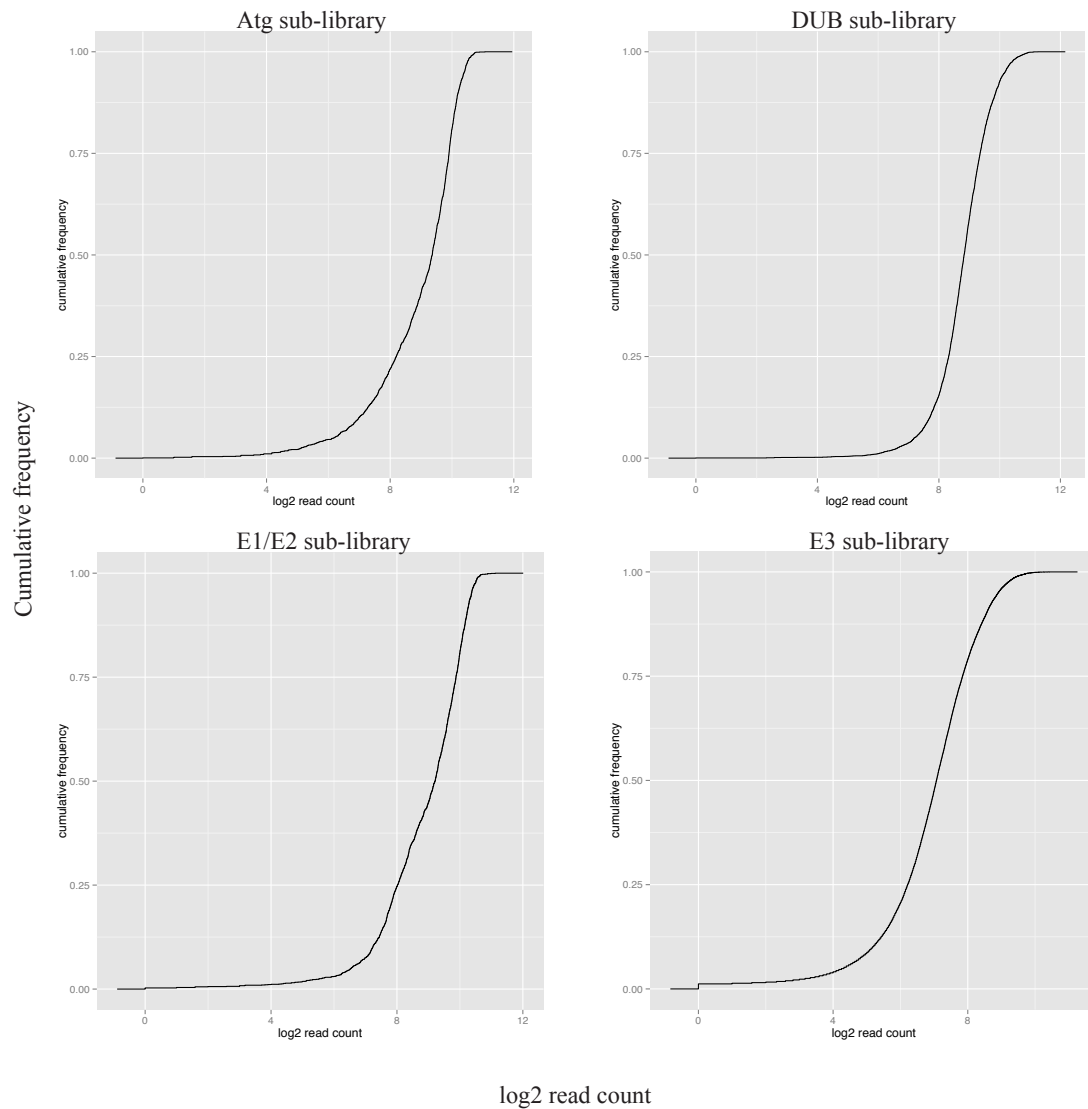 Atg sub-library
1.00
0.75
0.50
0.25
0.00
cumulative frequency
0
4
8
12
log2 read count
DUB sub-library
1.00
0.75
0.50
0.25
0.00
cumulative frequency
0
4
8
12
log2 read count
E1/E2 sub-library
1.00
0.75
0.50
0.25
0.00
cumulative frequency
0
4
8
12
log2 read count
E3 sub-library
1.00
0.75
0.50
0.25
0.00
cumulative frequency
0
4
8
log2 read count
Cumulative frequency
log2 read count